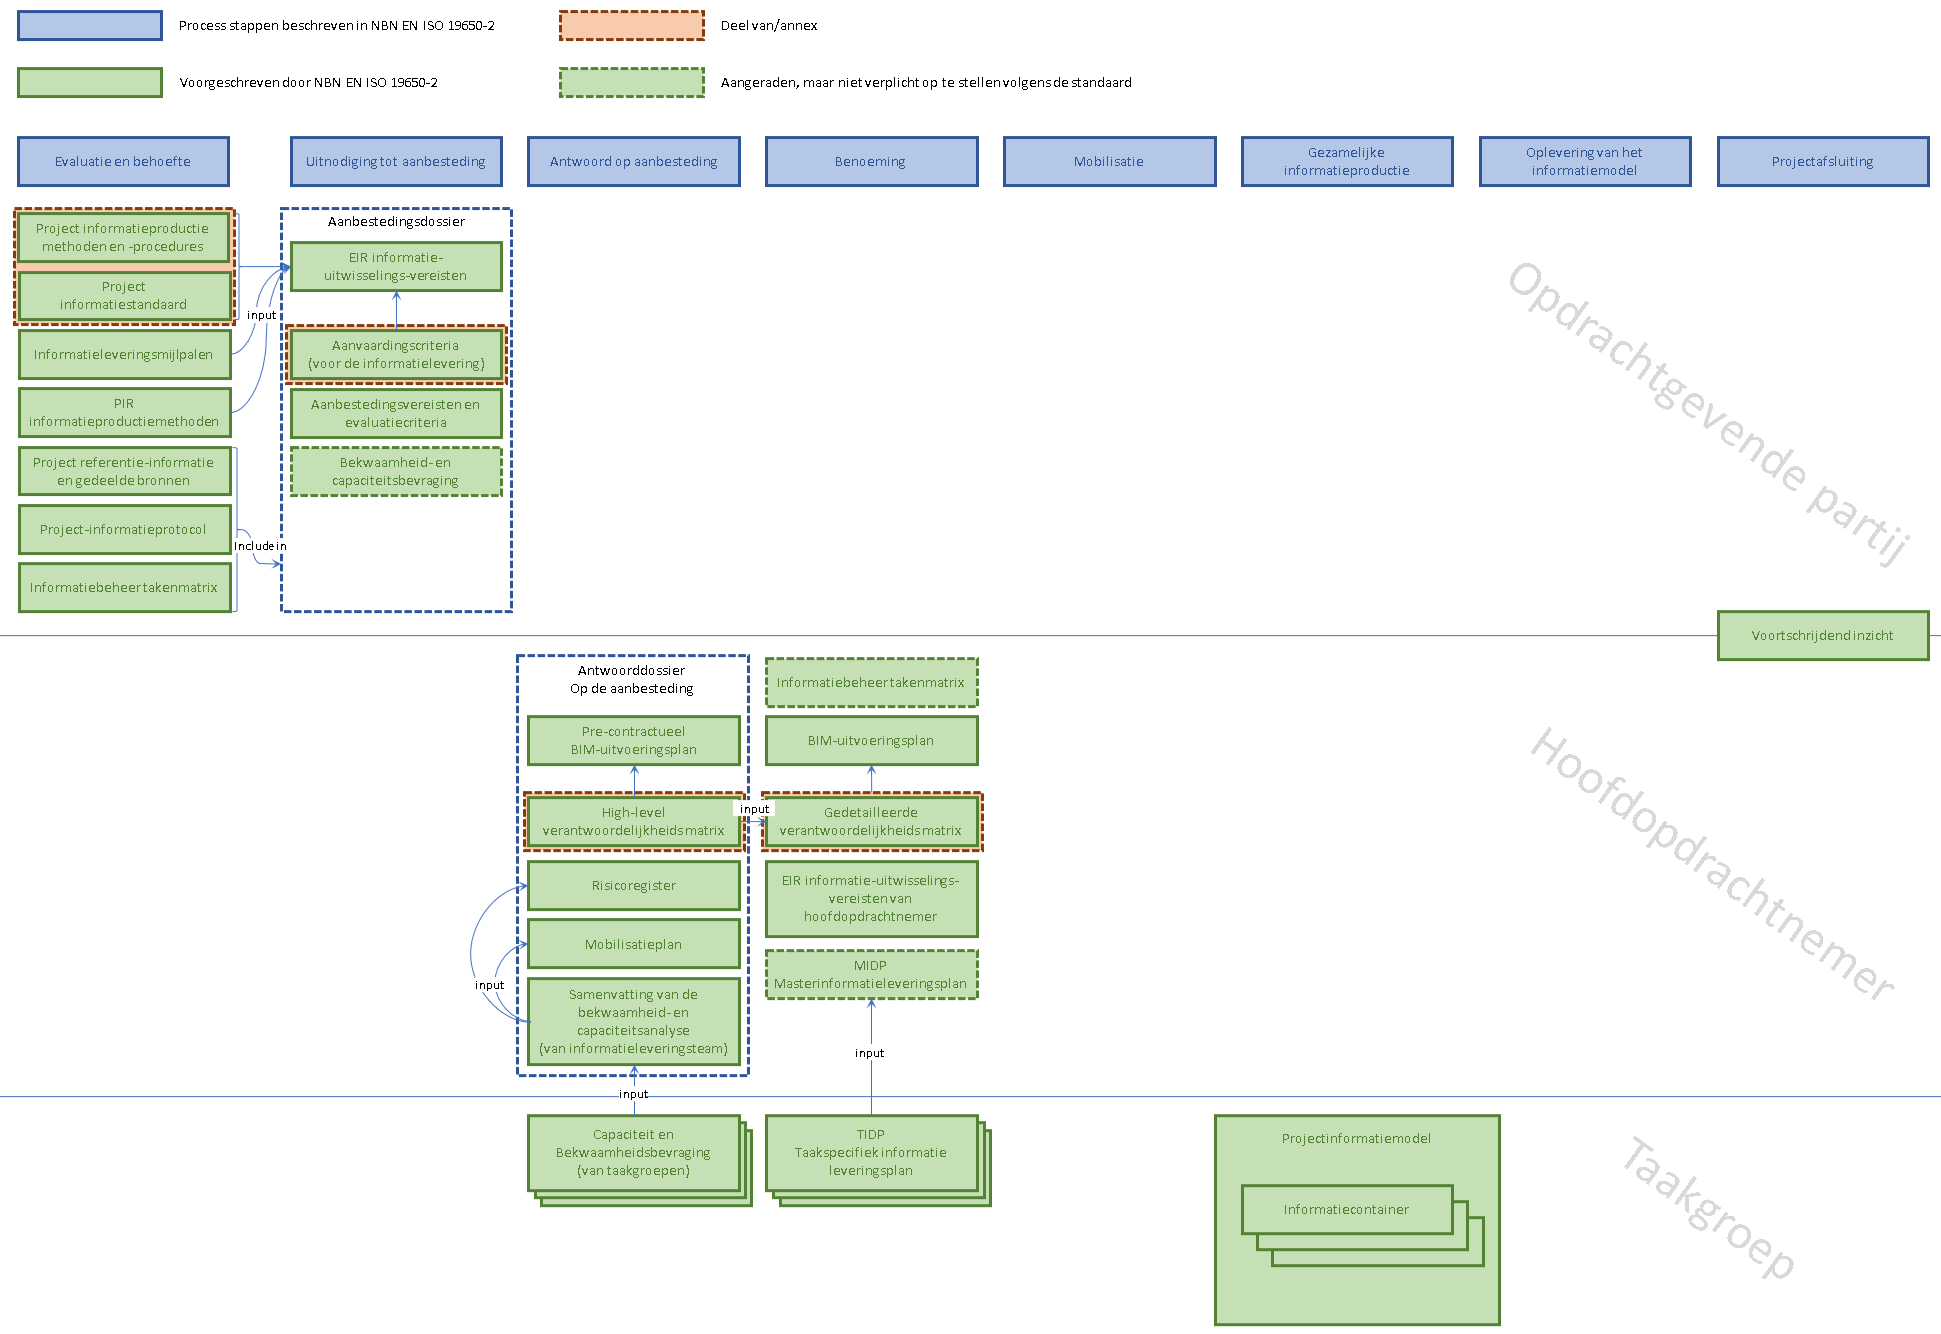 Process stappen beschreven in NBN EN ISO 19650-2
Deel van/annex
Voorgeschreven door NBN EN ISO 19650-2
Aangeraden, maar niet verplicht op te stellen volgens de standaard
Evaluatie en behoefte
Uitnodiging tot aanbesteding
Antwoord op aanbesteding
Benoeming
Mobilisatie
Gezamelijke
informatieproductie
Oplevering van het
informatiemodel
Projectafsluiting
Project informatieproductie
methoden en -procedures
Project
informatiestandaard
input
Informatieleveringsmijlpalen
PIR
informatieproductiemethoden
Project referentie-informatie
en gedeelde bronnen
Project-informatieprotocol
Include in
Informatiebeheer takenmatrix
Aanbestedingsdossier
EIR informatie-
uitwisselings-vereisten
Aanvaardingscriteria
(voor de informatielevering)
Aanbestedingsvereisten en
evaluatiecriteria
Bekwaamheid- en
capaciteitsbevraging
Opdrachtgevende partij
Voortschrijdend inzicht
Antwoorddossier
Op de aanbesteding
Pre-contractueel
BIM-uitvoeringsplan
High-level
verantwoordelijkheidsmatrix
input
Risicoregister
Mobilisatieplan
input
Samenvatting van de
bekwaamheid- en
capaciteitsanalyse
(van informatieleveringsteam)
input
Informatiebeheer takenmatrix
BIM-uitvoeringsplan
Gedetailleerde
verantwoordelijkheidsmatrix
EIR informatie-uitwisselings-
vereisten van
hoofdopdrachtnemer
MIDP
Masterinformatieleveringsplan
input
Hoofdopdrachtnemer
Capaciteit en
Bekwaamheidsbevraging
(van taakgroepen)
TIDP
Taakspecifiek informatie
leveringsplan
Projectinformatiemodel
Informatiecontainer
Taakgroep